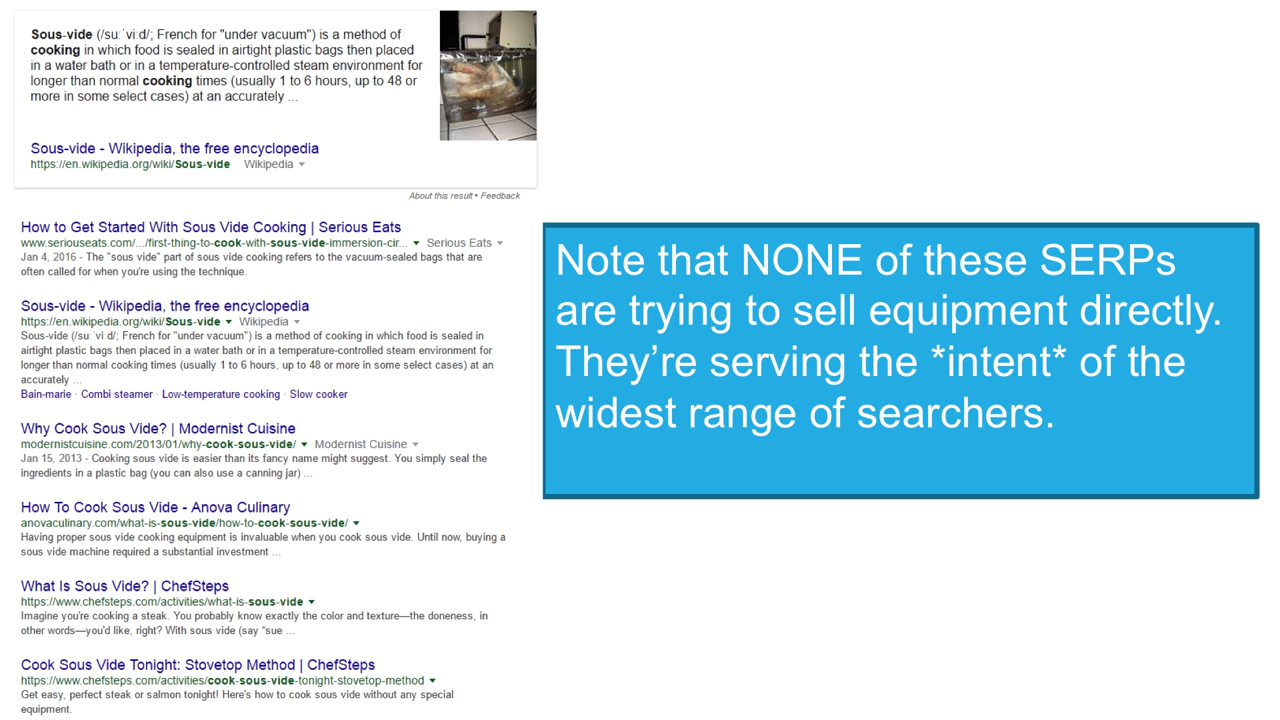 Sous-vide (/suːˈviːd/; French for "under vacuum") is a method of
cooking in which food is sealed in airtight plastic bags then placed
in a water bath or in a temperature-controlled steam environment for
longer than normal cooking times (usually 1 to 6 hours, up to 48 or
more in some select cases) at an accurately ...
Sous-vide - Wikipedia, the free encyclopedia
https://en.wikipedia.org/wiki/Sous-vide Wikipedia
About this result • Feedback
How to Get Started With Sous Vide Cooking | Serious Eats
www.seriouseats.com/.../first-thing-to-cook-with-sous-vide-immersion-cir... Serious Eats
Jan 4, 2016 - The "sous vide" part of sous vide cooking refers to the vacuum-sealed bags that are
often called for when you're using the technique.
Sous-vide - Wikipedia, the free encyclopedia
https://en.wikipedia.org/wiki/Sous-vide Wikipedia
Sous-vide (/suːˈviːd/; French for "under vacuum") is a method of cooking in which food is sealed in
airtight plastic bags then placed in a water bath or in a temperature-controlled steam environment for
longer than normal cooking times (usually 1 to 6 hours, up to 48 or more in some select cases) at an
accurately ...
Bain-marie · Combi steamer · Low-temperature cooking · Slow cooker
Why Cook Sous Vide? | Modernist Cuisine
modernistcuisine.com/2013/01/why-cook-sous-vide/ Modernist Cuisine
Jan 15, 2013 - Cooking sous vide is easier than its fancy name might suggest. You simply seal the
ingredients in a plastic bag (you can also use a canning jar) ...
How To Cook Sous Vide - Anova Culinary
anovaculinary.com/what-is-sous-vide/how-to-cook-sous-vide/
Having proper sous vide cooking equipment is invaluable when you cook sous vide. Until now, buying a
sous vide machine required a substantial investment ...
What Is Sous Vide? | ChefSteps
https://www.chefsteps.com/activities/what-is-sous-vide
Imagine you're cooking a steak. You probably know exactly the color and texture—the doneness, in
other words—you'd like, right? With sous vide (say "sue ...
Cook Sous Vide Tonight: Stovetop Method | ChefSteps
https://www.chefsteps.com/activities/cook-sous-vide-tonight-stovetop-method
Get easy, perfect steak or salmon tonight! Here's how to cook sous vide without any special
equipment.
Note that NONE of these SERPs
are trying to sell equipment directly.
They're serving the *intent* of the
widest range of searchers.